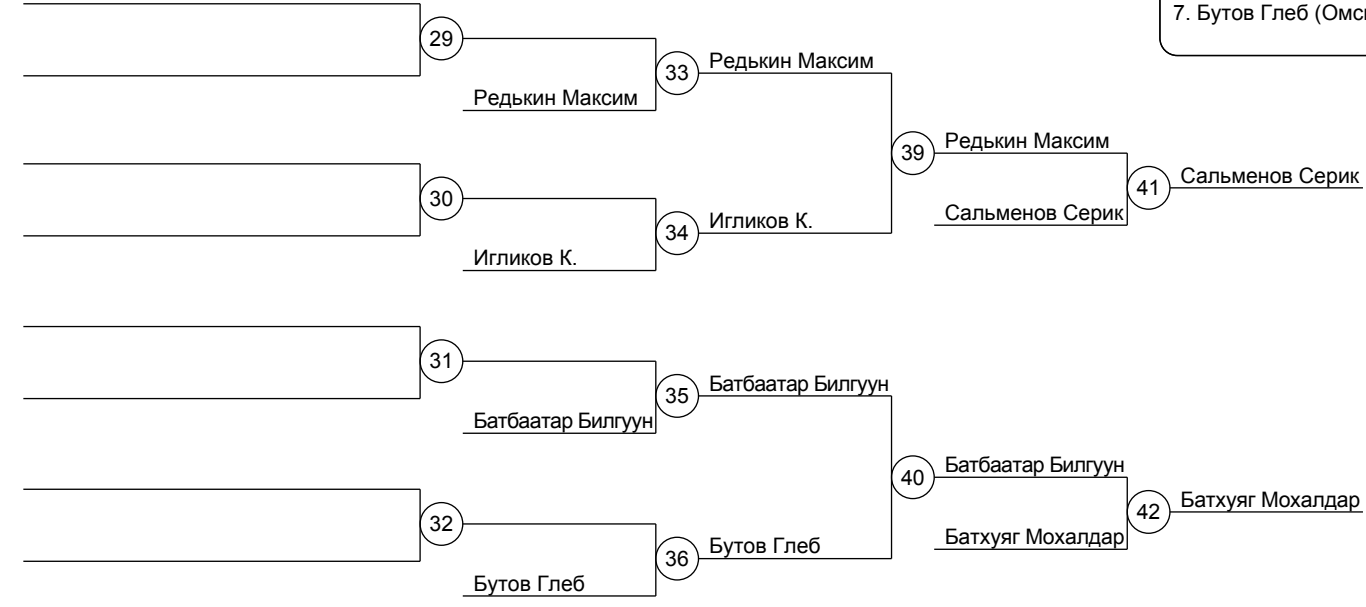 7. Бутов Глеб
29
33
Редькин Максим
Редькин Максим
39
Редькин Максим
41
Сальменов Серик
30
34
Игликов К.
Сальменов Серик
Игликов К.
31
35
Батбаатар Билгуун
Батбаатар Билгуун
40
Батбаатар Билгуун
42
Батхуяг Мохалдар
32
36
Бутов Глеб
Батхуяг Мохалдар
Бутов Глеб